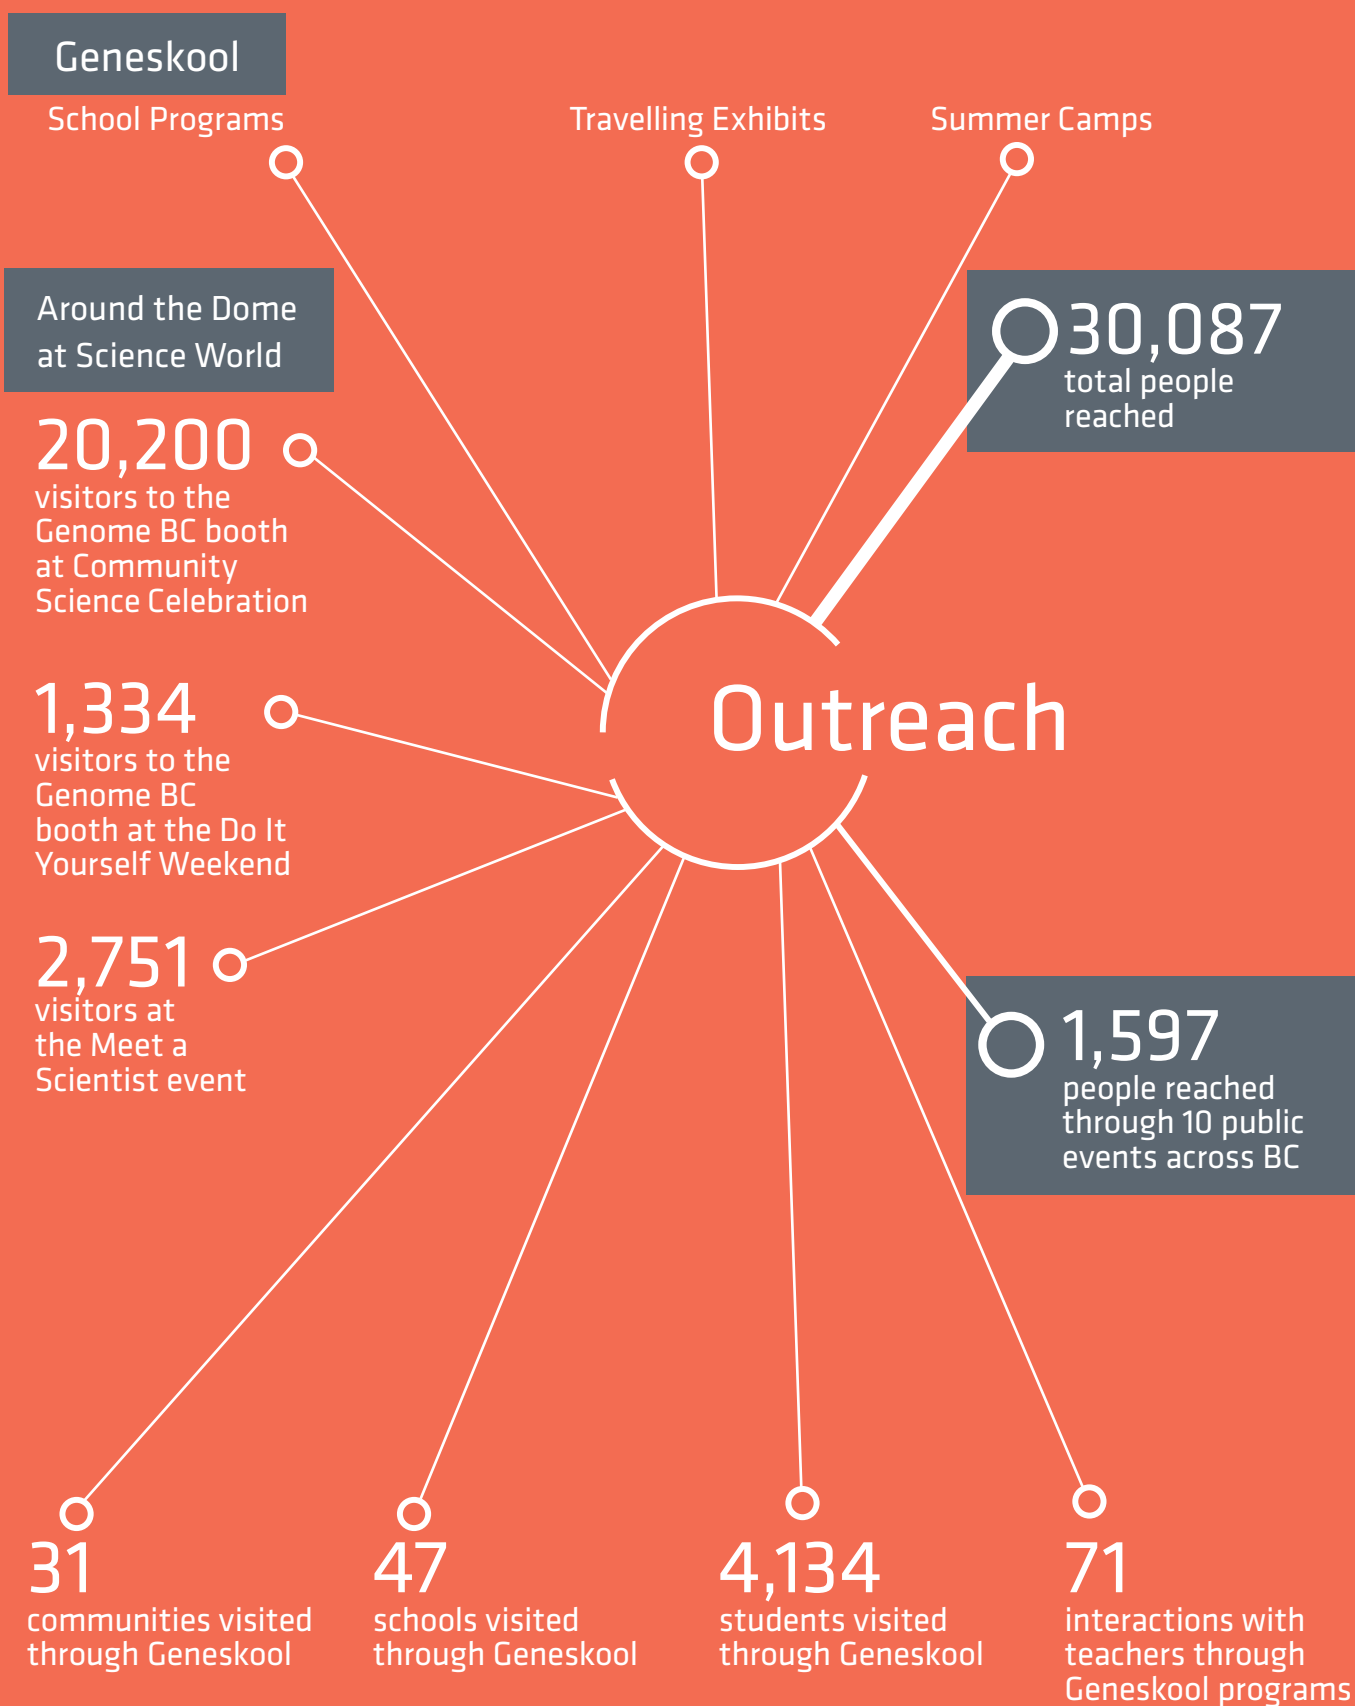 Geneskool
School Programs
Travelling Exhibits
Summer Camps
Around the Dome
at Science World
30,087
total people
reached
20,200
visitors to the
Genome BC booth
at Community
Science Celebration
Outreach
1,334
visitors to the
Genome BC
booth at the Do It
Yourself Weekend
2,751
visitors at
the Meet a
Scientist event
1,597
people reached
through 10 public
events across BC
31
communities visited
through Geneskool
47
schools visited
through Geneskool
4,134
students visited
through Geneskool
71
interactions with
teachers through
Geneskool programs